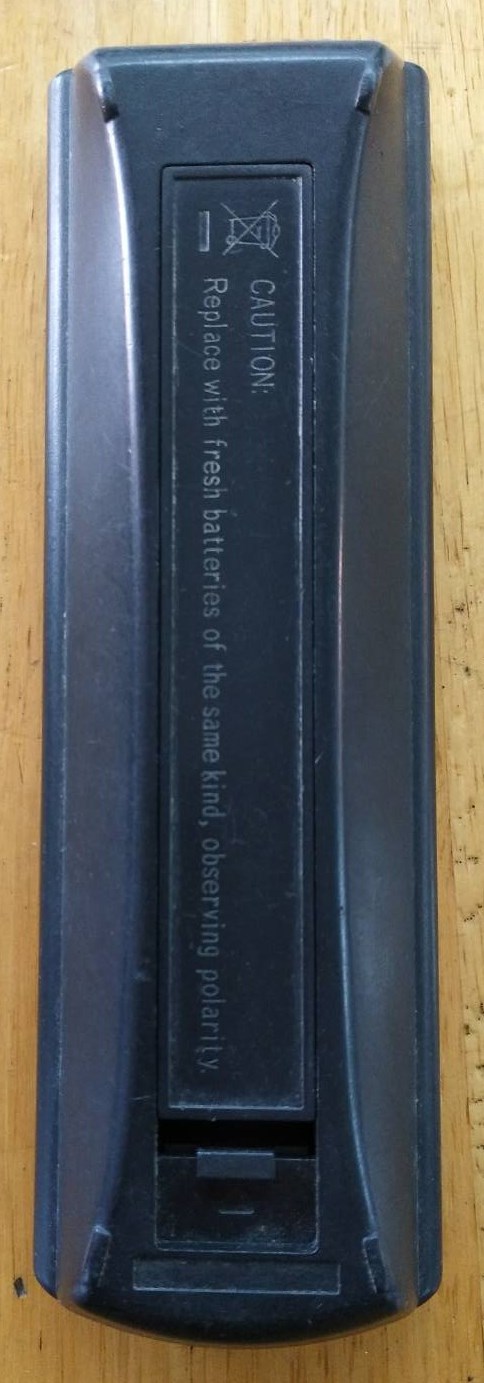 CAUTION:
Replace with fresh batteries of the same kind, observing polarity.